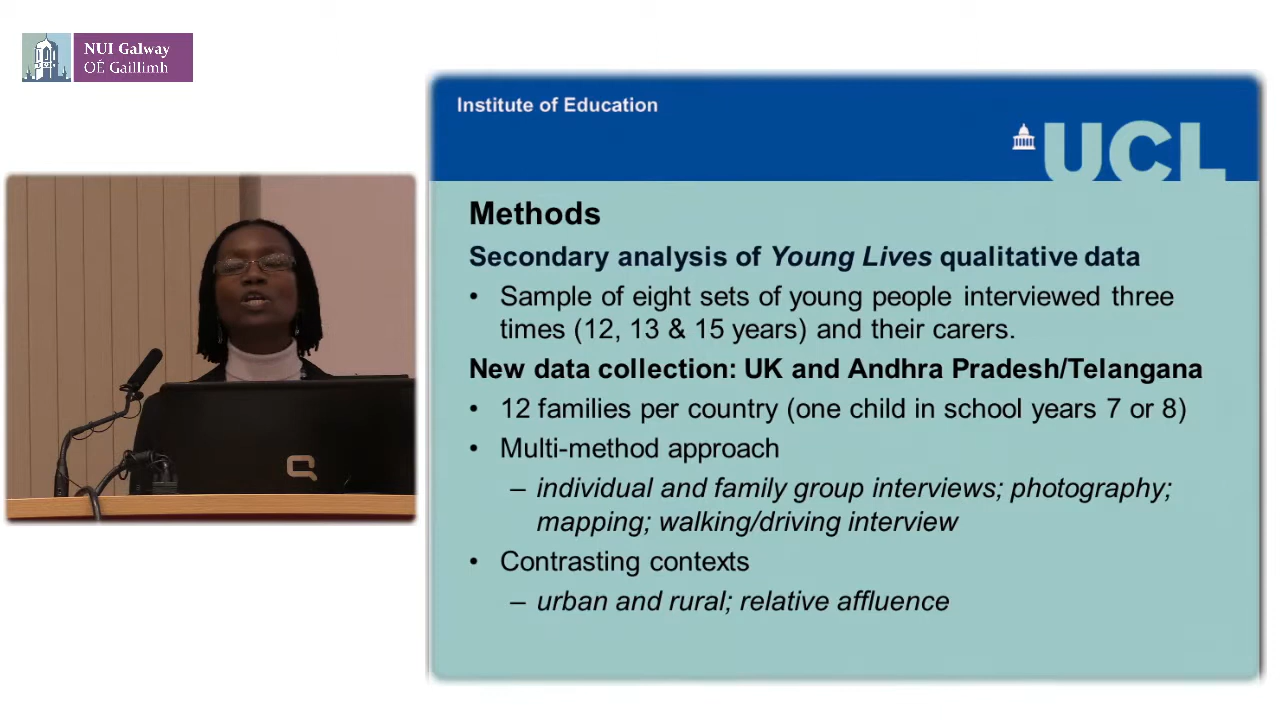 NUI Galway
OÉ Gaillimh
Institute of Education
UCL
Methods
Secondary analysis of Young Lives qualitative data
• Sample of eight sets of young people interviewed three
times (12, 13 & 15 years) and their carers.
New data collection: UK and Andhra Pradesh/Telangana
• 12 families per country (one child in school years 7 or 8)
• Multi-method approach
– individual and family group interviews; photography;
mapping; walking/driving interview
• Contrasting contexts
– urban and rural; relative affluence